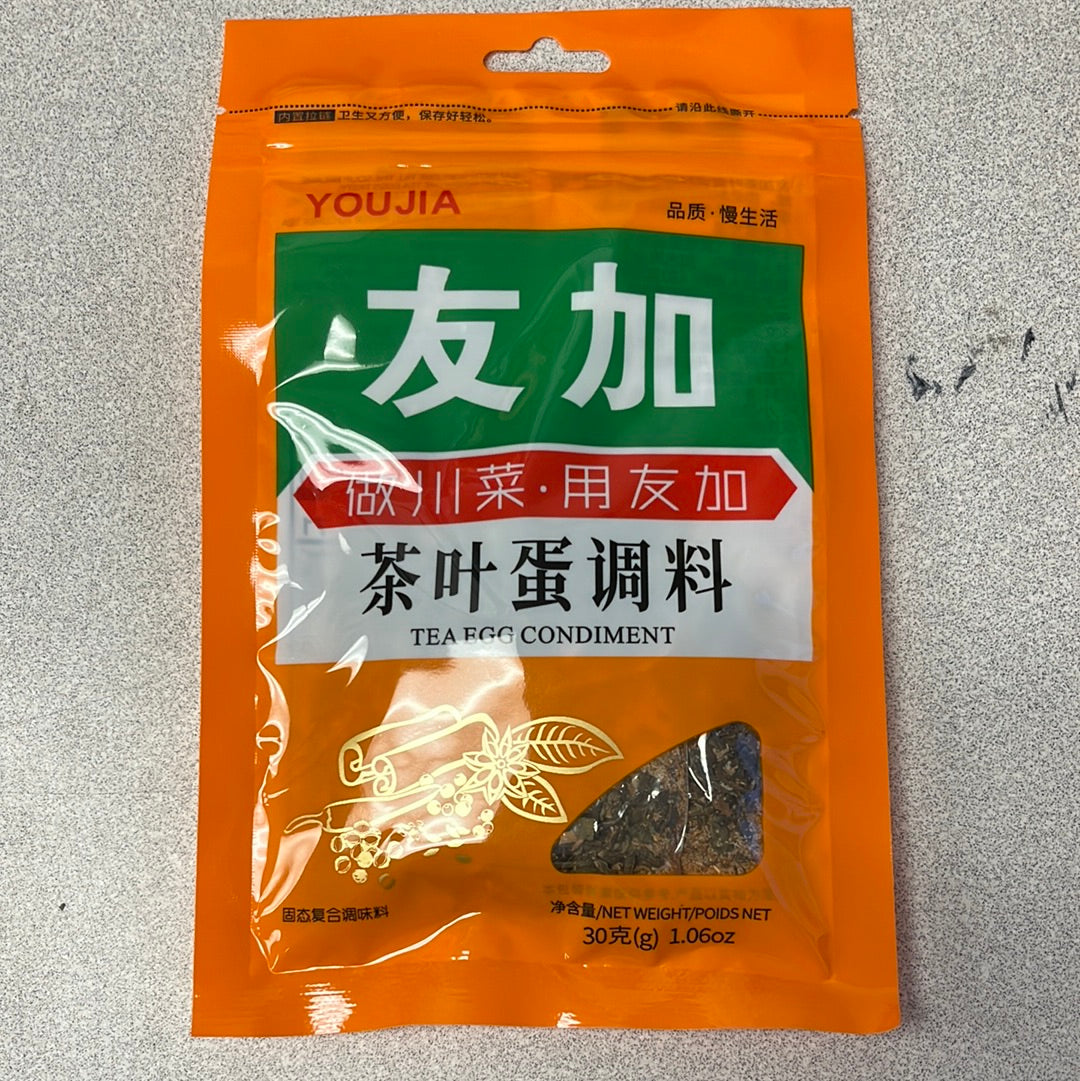 请沿此线撕开
内置拉链 卫生又方便，保存好轻松。
YOUJIA
品质·慢生活
友加
做川菜·用友加
茶叶蛋调料
TEA EGG CONDIMENT
固态复合调味料
净含量/NET WEIGHT/POIDS NET
30克(g) 1.06oz